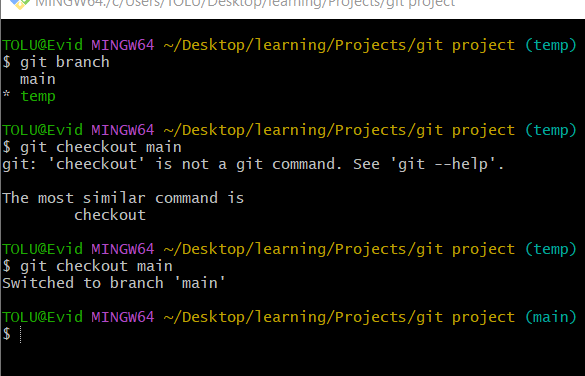 MINGW64:/c/Users/TOLU/Desktop/learning/Projects/git project
TOLU@Evid MINGW64 ~/Desktop/learning/Projects/git project (temp)
$ git branch
  main
* temp
TOLU@Evid MINGW64 ~/Desktop/learning/Projects/git project (temp)
$ git cheeckout main
git: 'cheeckout' is not a git command. See 'git --help'.
The most similar command is
        checkout
TOLU@Evid MINGW64 ~/Desktop/learning/Projects/git project (temp)
$ git checkout main
Switched to branch 'main'
TOLU@Evid MINGW64 ~/Desktop/learning/Projects/git project (main)
$